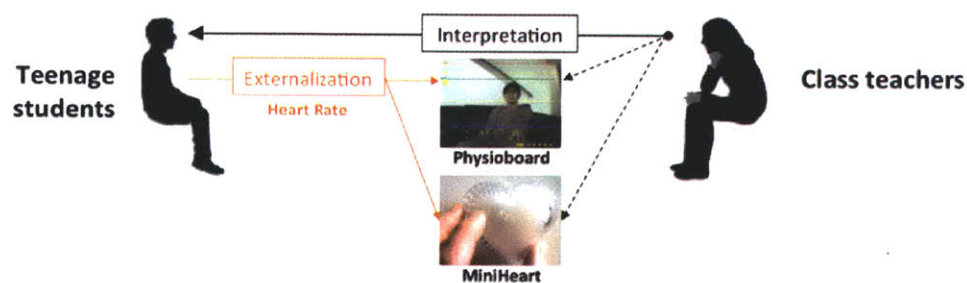 Interpretation
Teenage
students
Externalization
Heart Rate
Class teachers
Physioboard
MiniHeart